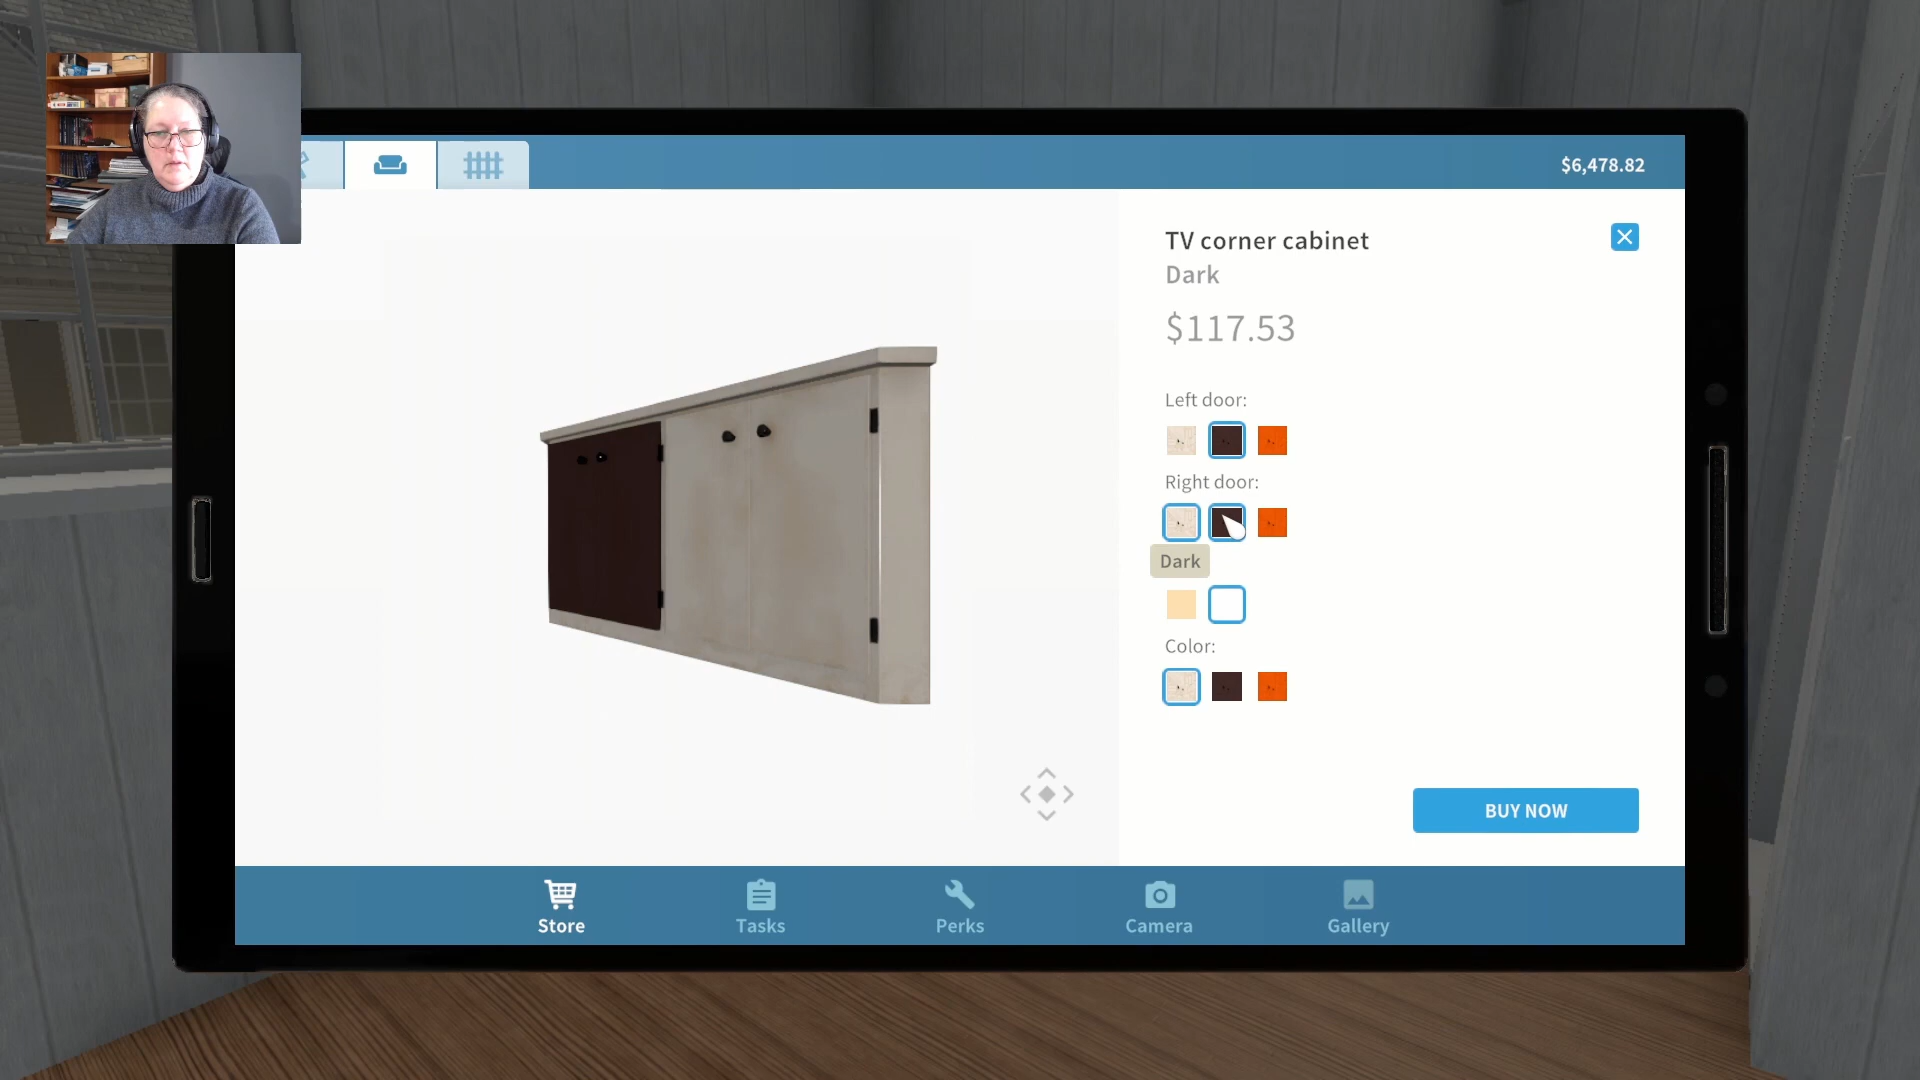 $6,478.82
TV corner cabinet
Dark
$117.53
Left door:
Right door:
Dark
Color:
BUY NOW
Store
Tasks
Perks
Camera
Gallery